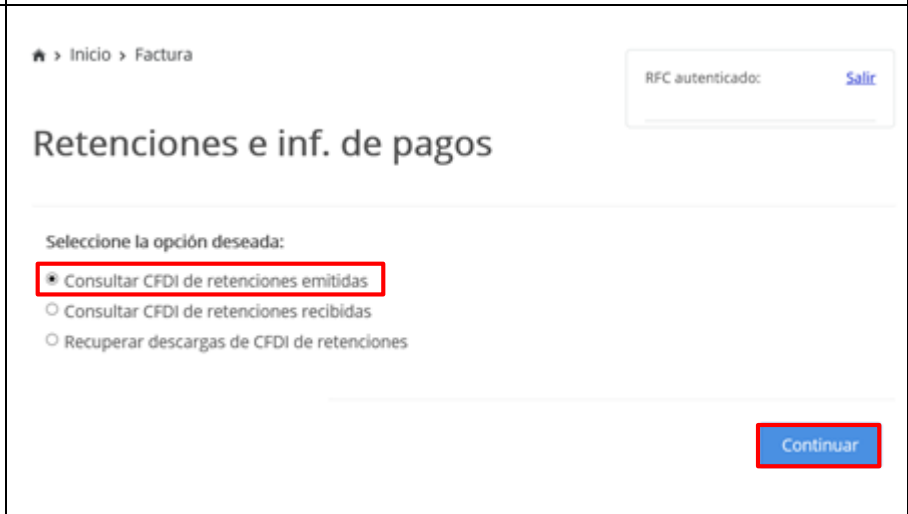 > Inicio > Factura
RFC autenticado: Salir
Retenciones e inf. de pagos
Seleccione la opción deseada:
Consultar CFDI de retenciones emitidas
Consultar CFDI de retenciones recibidas
Recuperar descargas de CFDI de retenciones
Continuar